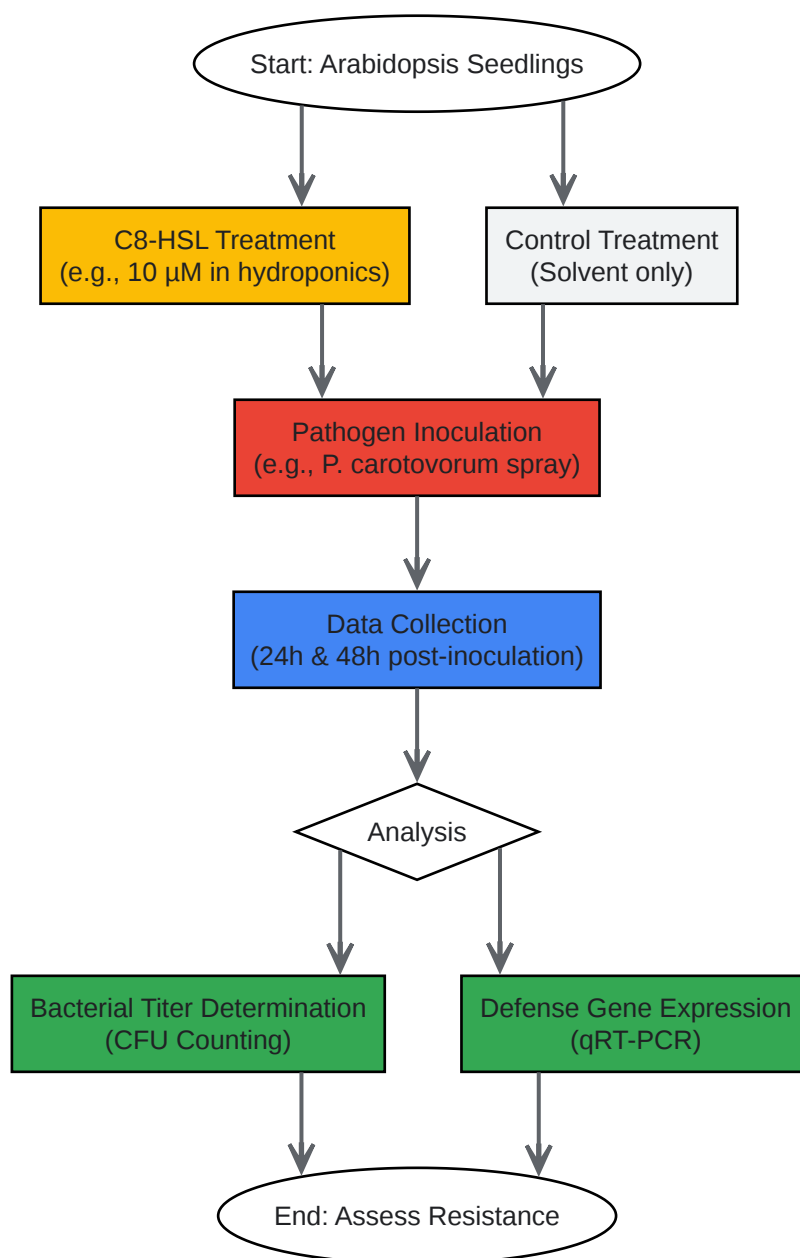 Start: Arabidopsis Seedlings
C8-HSL Treatment
(e.g., 10 µM in hydroponics)
Control Treatment
(Solvent only)
Pathogen Inoculation
(e.g., P. carotovorum spray)
Data Collection
(24h & 48h post-inoculation)
Analysis
Bacterial Titer Determination
(CFU Counting)
Defense Gene Expression
(qRT-PCR)
End: Assess Resistance